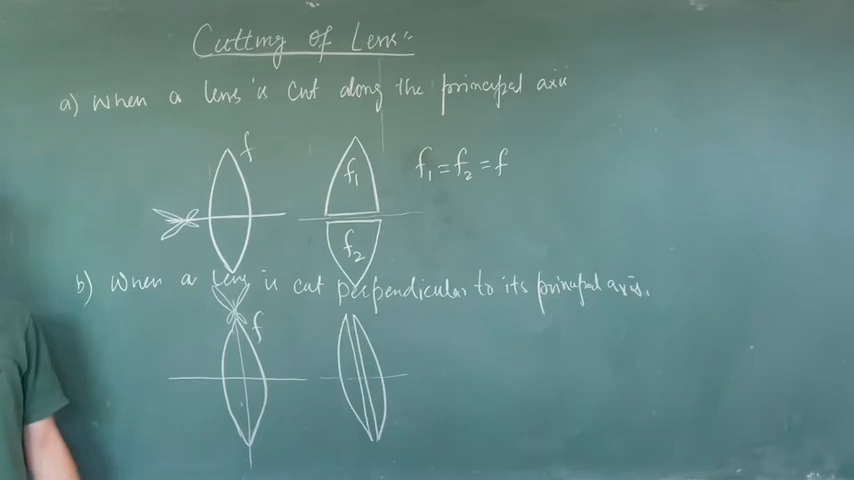 Cutting of Lens:-
a) When a lens is cut along the principal axis
f
f₁
f₁ = f₂ = f
f₂
b) When a lens is cut perpendicular to its principal axis.
f